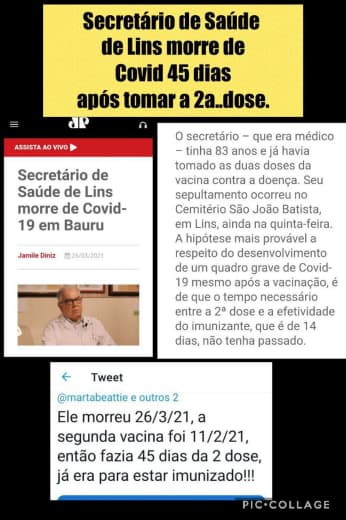 Secretário de Saúde
de Lins morre de
Covid 45 dias
após tomar a 2a..dose.
JP
ASSISTA AO VIVO
Secretário de
Saúde de Lins
morre de Covid-
19 em Bauru
Jamile Diniz 26/03/2021
O secretário – que era médico
– tinha 83 anos e já havia
tomado as duas doses da
vacina contra a doença. Seu
sepultamento ocorreu no
Cemitério São João Batista,
em Lins, ainda na quinta-feira.
A hipótese mais provável a
respeito do desenvolvimento
de um quadro grave de Covid-
19 mesmo após a vacinação, é
de que o tempo necessário
entre a 2ª dose e a efetividade
do imunizante, que é de 14
dias, não tenha passado.
Tweet
@martabeattie e outros 2
Ele morreu 26/3/21, a
segunda vacina foi 11/2/21,
então fazia 45 dias da 2 dose,
já era para estar imunizado!!!
PIC•COLLAGE